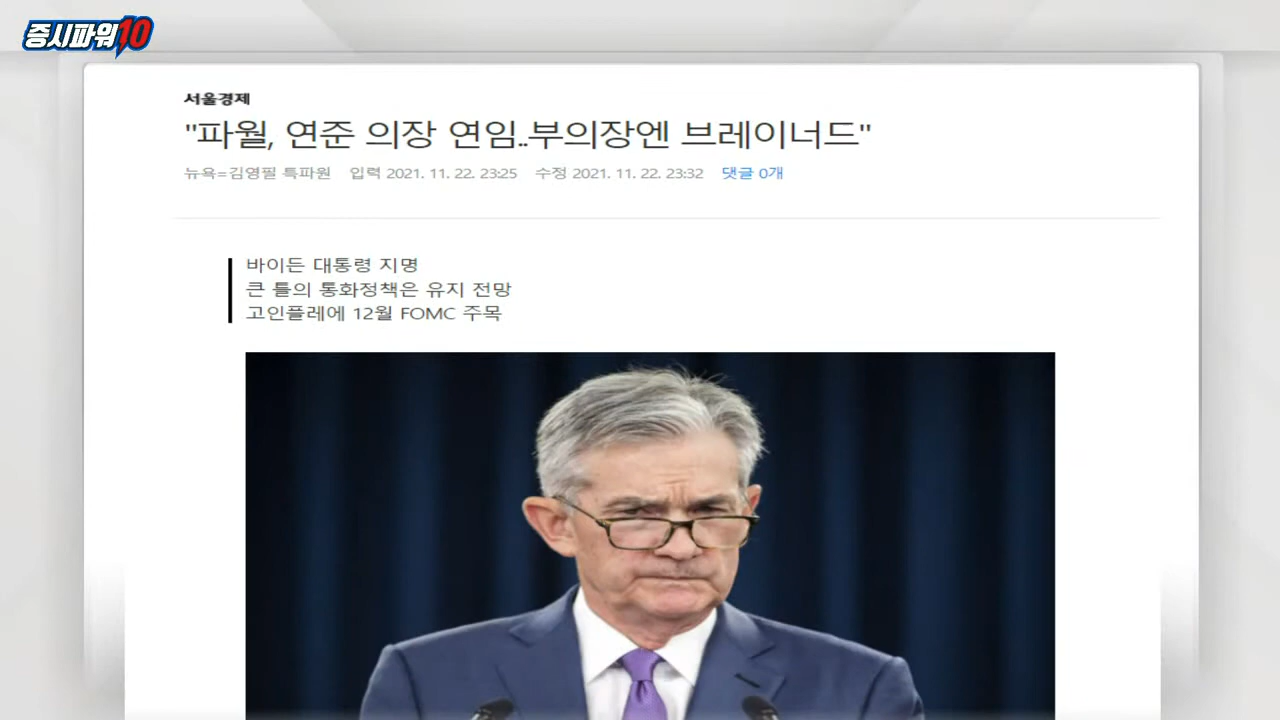 증시파워10
서울경제
"파월, 연준 의장 연임..부의장엔 브레이너드"
뉴욕=김영필 특파원 입력 2021. 11. 22. 23:25 수정 2021. 11. 22. 23:32 댓글 0개
바이든 대통령 지명
큰 틀의 통화정책은 유지 전망
고인플레에 12월 FOMC 주목